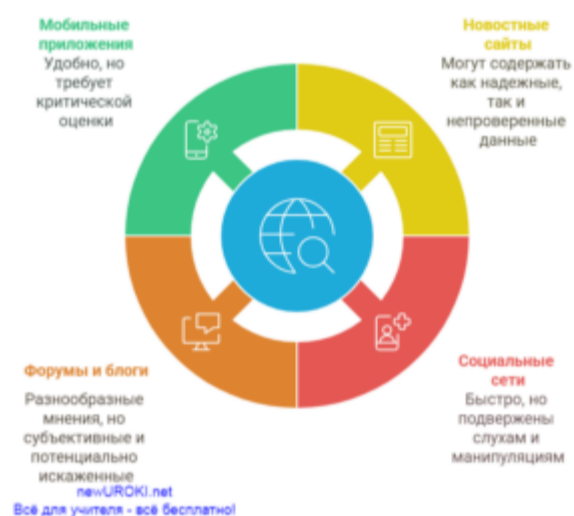 Мобильные
приложения
Удобно, но
требует
критической
оценки
Новостные
сайты
Могут содержать
как надежные,
так и
непроверенные
данные
Форумы и блоги
Разнообразные
мнения, но
субъективные и
потенциально
искаженные
Социальные
сети
Быстро, но
подвержены
слухам и
манипуляциям
newUROKI.net
Всё для учителя - всё бесплатно!